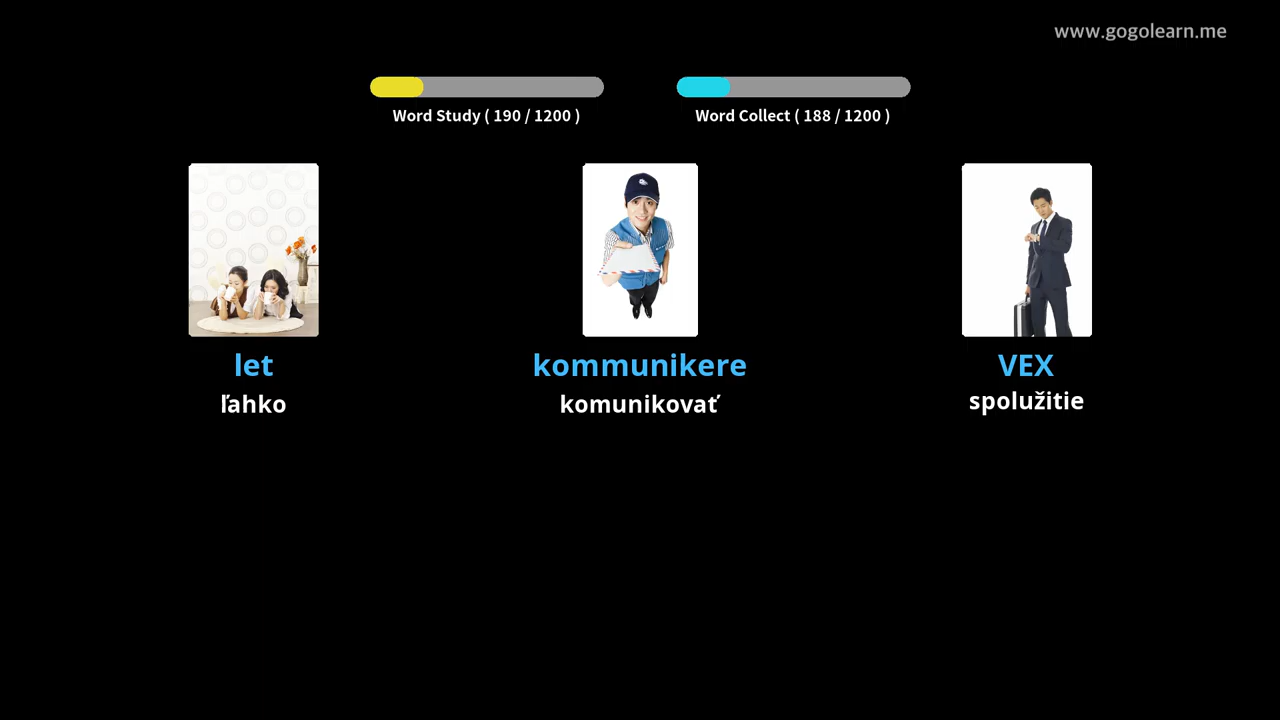 www.gogolearn.me
Word Study ( 190 / 1200 )
Word Collect ( 188 / 1200 )
let
ľahko
kommunikere
komunikovať
VEX
spolužitie